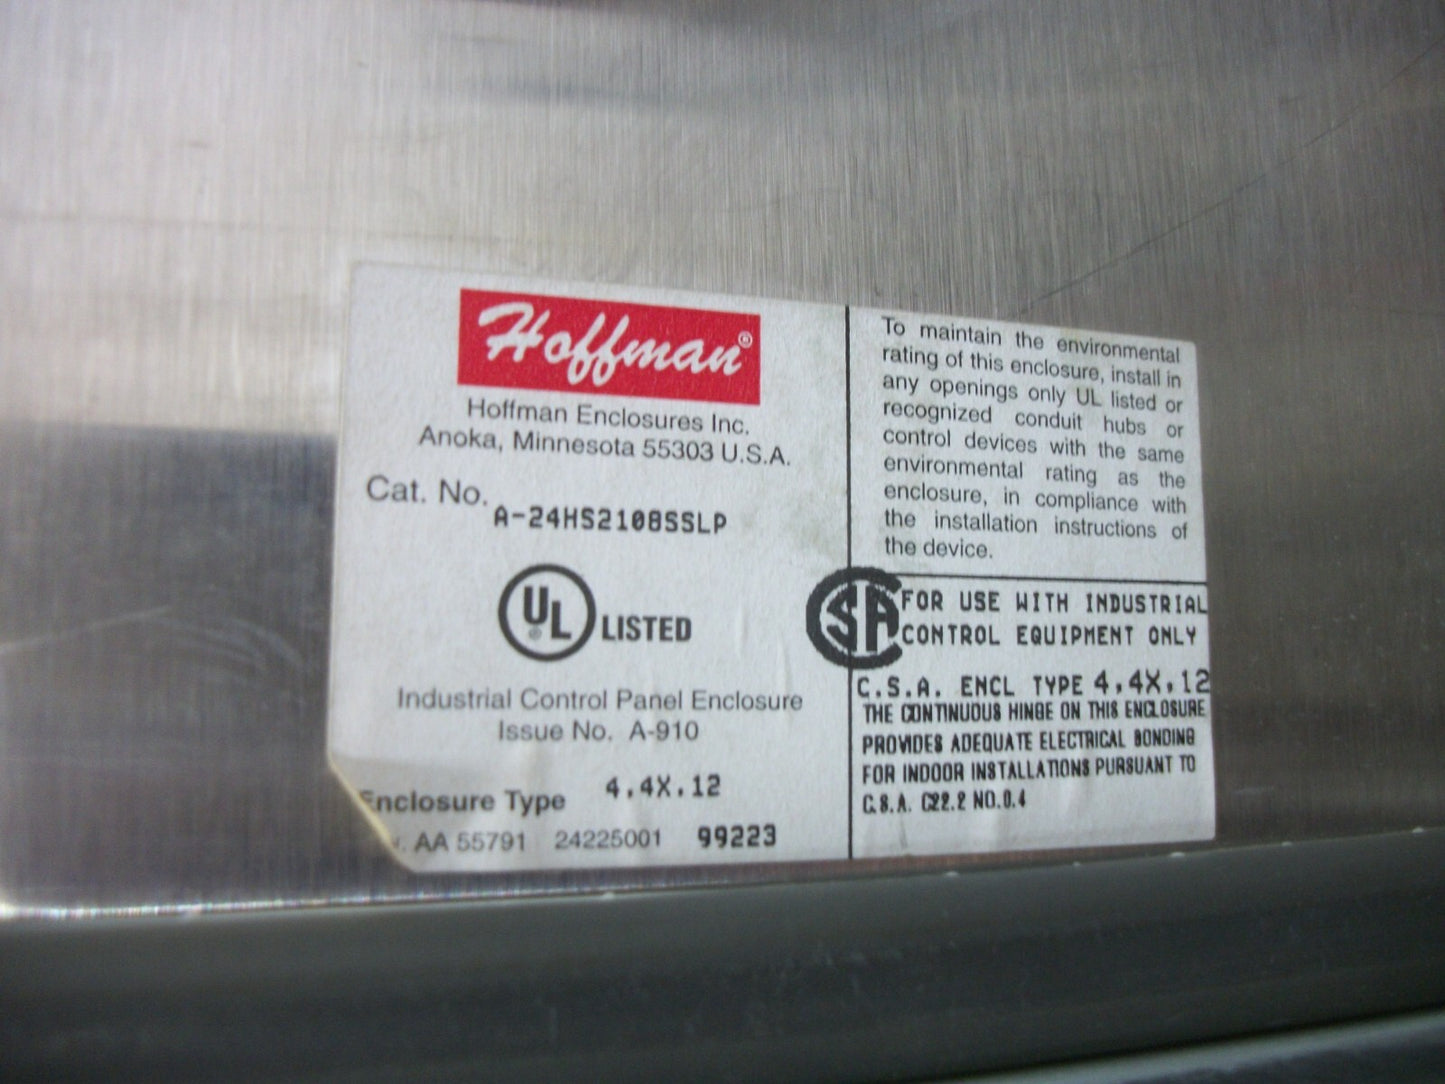 Hoffman®
Hoffman Enclosures Inc.
Anoka, Minnesota 55303 U.S.A.
Cat. No. A-24HS2108SSLP
UL® LISTED
Industrial Control Panel Enclosure
Issue No. A-910
Enclosure Type 4,4X,12
AA 55791 24225001 99223
To maintain the environmental
rating of this enclosure, install in
any openings only UL listed or
recognized conduit hubs or
control devices with the same
environmental rating as the
enclosure, in compliance with
the installation instructions of
the device.
CSA FOR USE WITH INDUSTRIAL
CONTROL EQUIPMENT ONLY
C.S.A. ENCL TYPE 4,4X,12
THE CONTINUOUS HINGE ON THIS ENCLOSURE
PROVIDES ADEQUATE ELECTRICAL BONDING
FOR INDOOR INSTALLATIONS PURSUANT TO
C.S.A. C22.2 NO.0.4